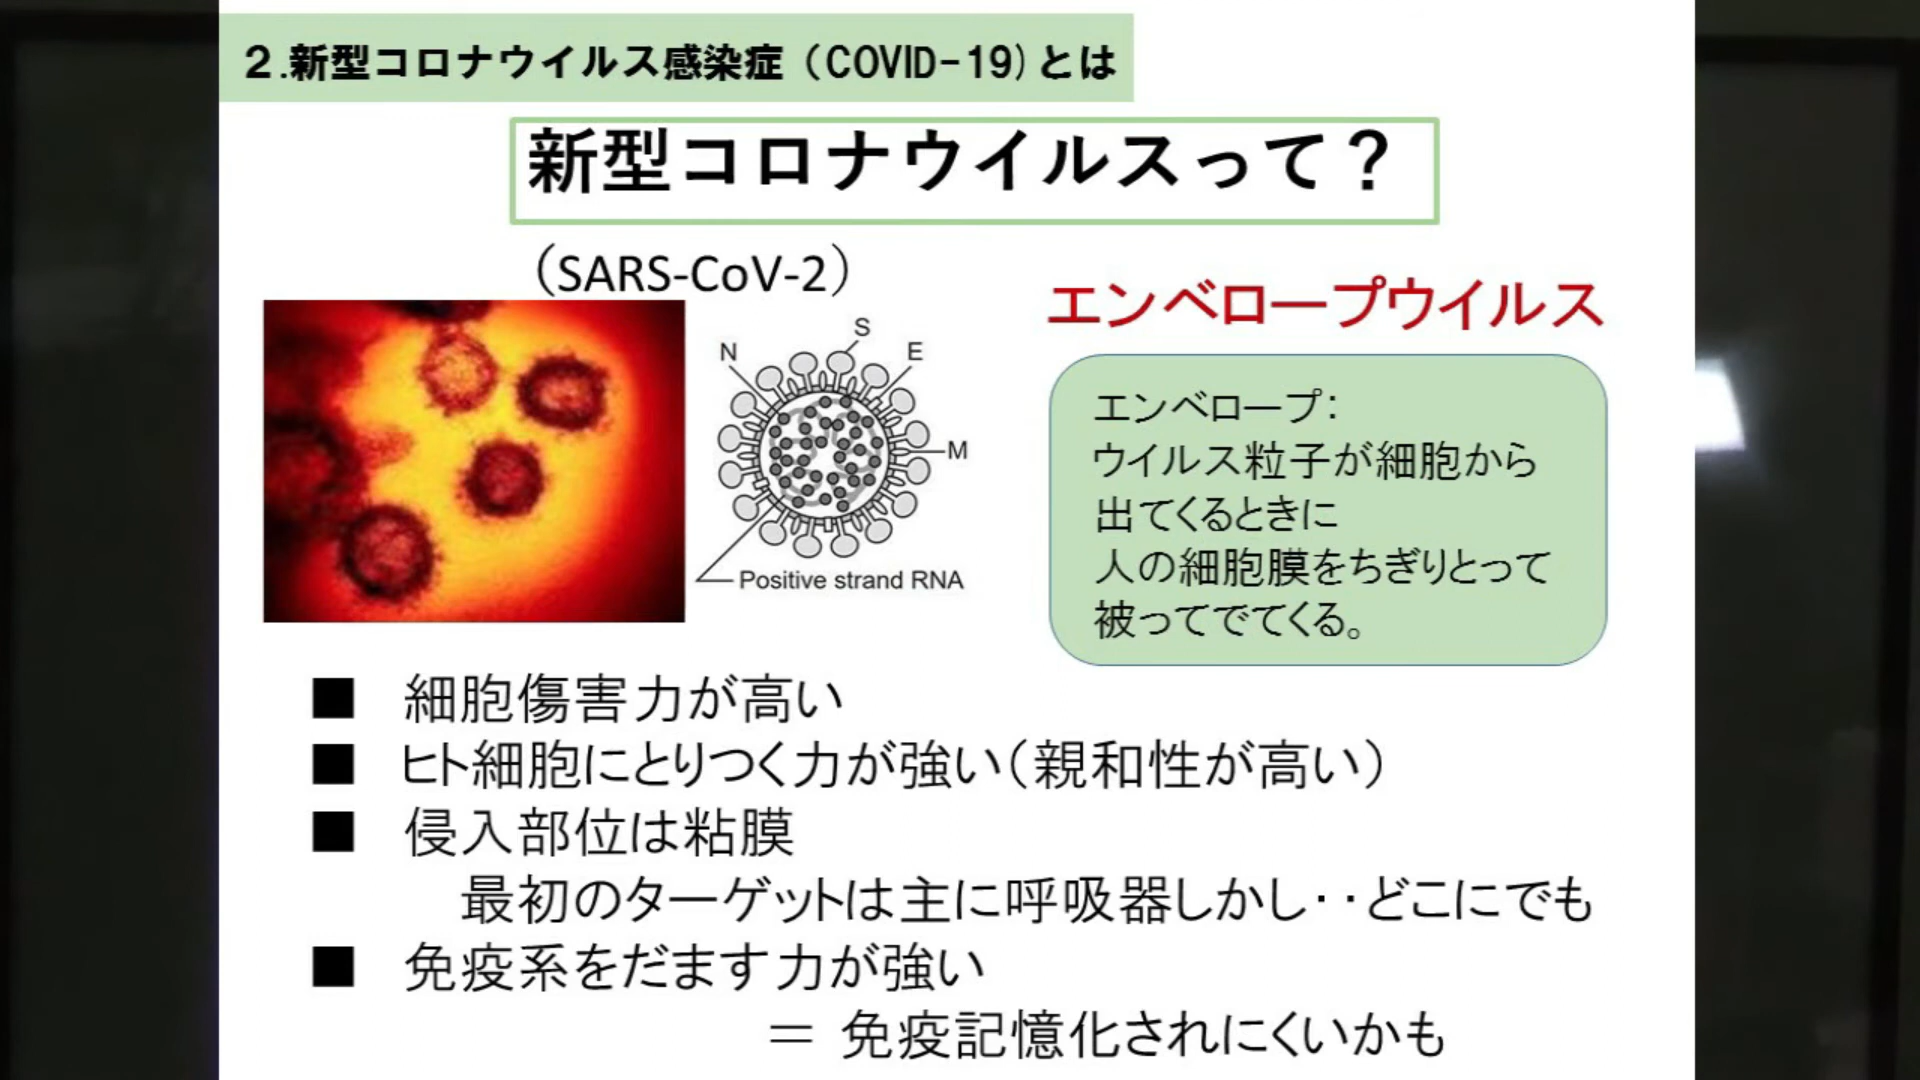 ２.新型コロナウイルス感染症（COVID-19)とは
新型コロナウイルスって？
（SARS-CoV-2）
N
S
E
M
Positive strand RNA
エンベロープウイルス
エンベロープ：
ウイルス粒子が細胞から
出てくるときに
人の細胞膜をちぎりとって
被ってでてくる。
■ 細胞傷害力が高い
■ ヒト細胞にとりつく力が強い（親和性が高い）
■ 侵入部位は粘膜
最初のターゲットは主に呼吸器しかし・・どこにでも
■ 免疫系をだます力が強い
＝ 免疫記憶化されにくいかも